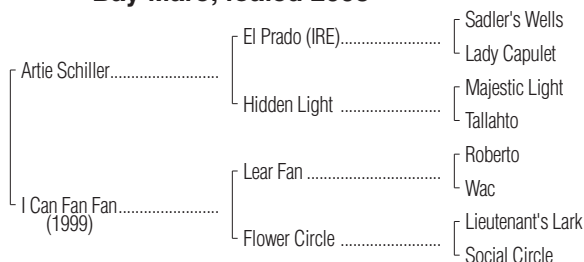 Bay Mare, foaled
Sadler's Wells
El Prado (IRE)........................
Lady Capulet
Artie Schiller..........................
Majestic Light
Hidden Light ........................
Tallahto
Roberto
Lear Fan ................................
Wac
I Can Fan Fan........................
(1999)
Lieutenant's Lark
Flower Circle ........................
Social Circle